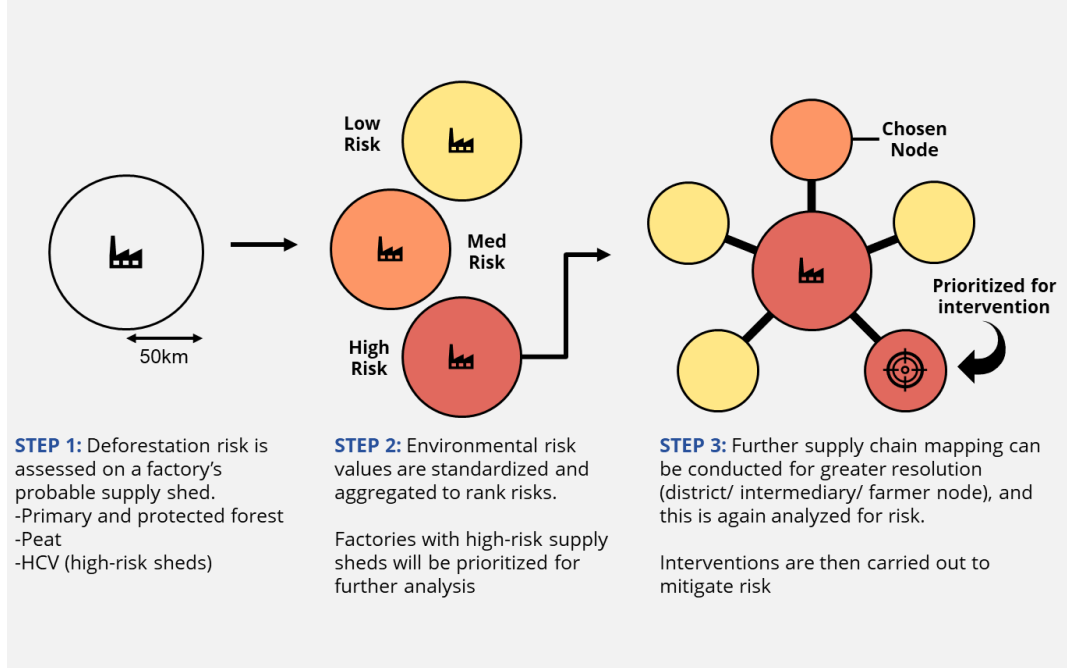 Low
Risk
Med
Risk
High
Risk
50km
Chosen
Node
Prioritized for
intervention
STEP 1: Deforestation risk is
assessed on a factory’s
probable supply shed.
-Primary and protected forest
-Peat
-HCV (high-risk sheds)
STEP 2: Environmental risk
values are standardized and
aggregated to rank risks.
Factories with high-risk supply
sheds will be prioritized for
further analysis
STEP 3: Further supply chain mapping can
be conducted for greater resolution
(district/ intermediary/ farmer node), and
this is again analyzed for risk.
Interventions are then carried out to
mitigate risk